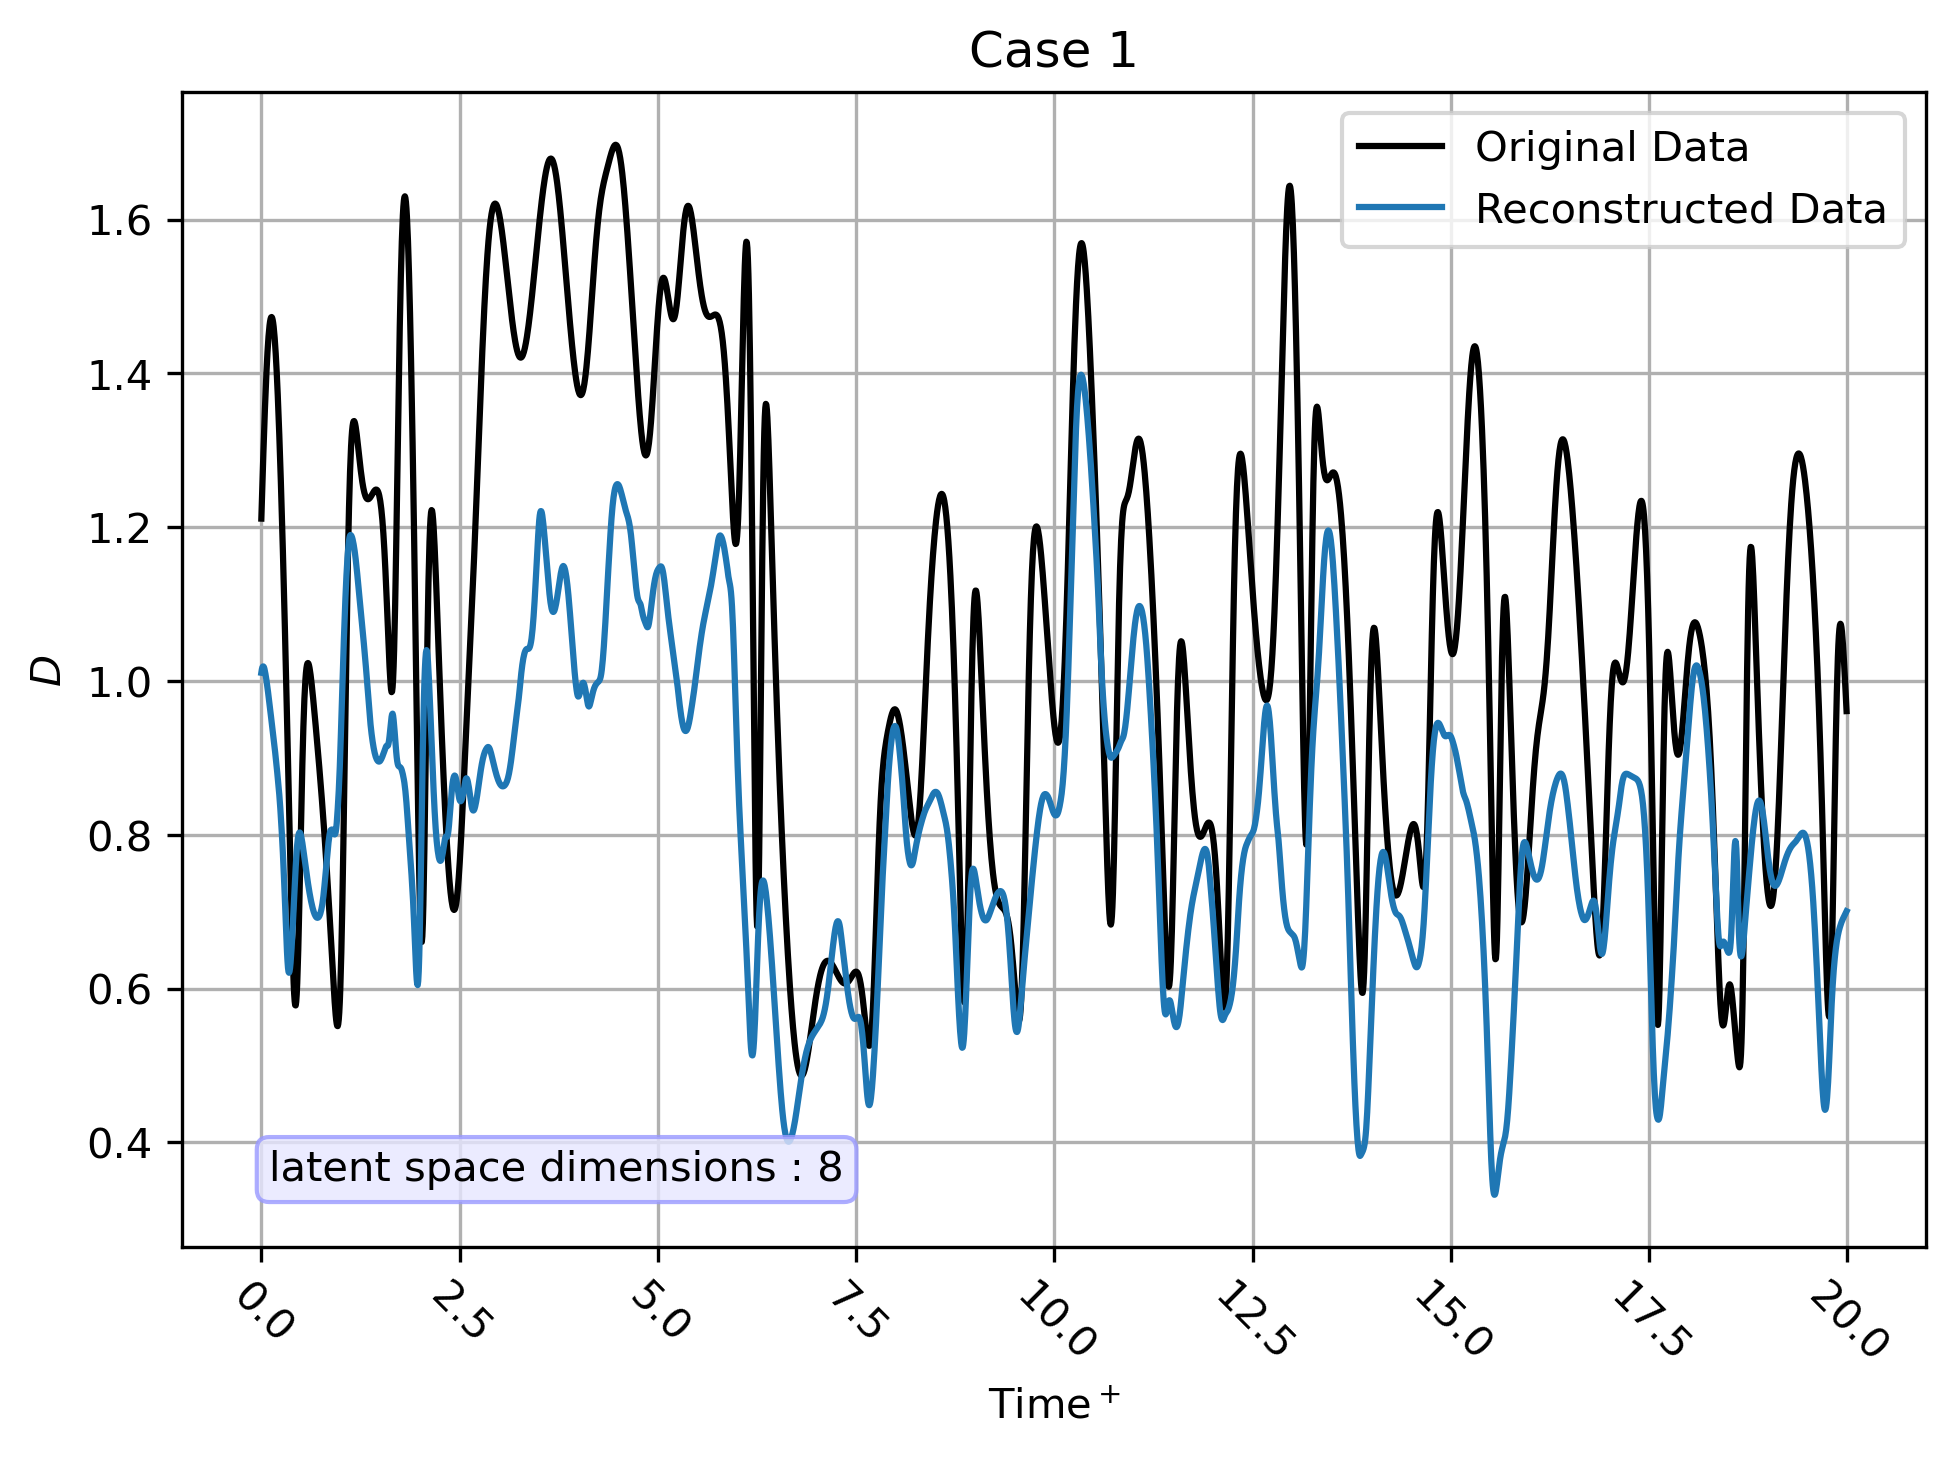 Case 1
Original Data
Reconstructed Data
D
1.6
1.4
1.2
1.0
0.8
0.6
0.4
latent space dimensions : 8
0.0
2.5
5.0
7.5
10.0
12.5
15.0
17.5
20.0
Time⁺